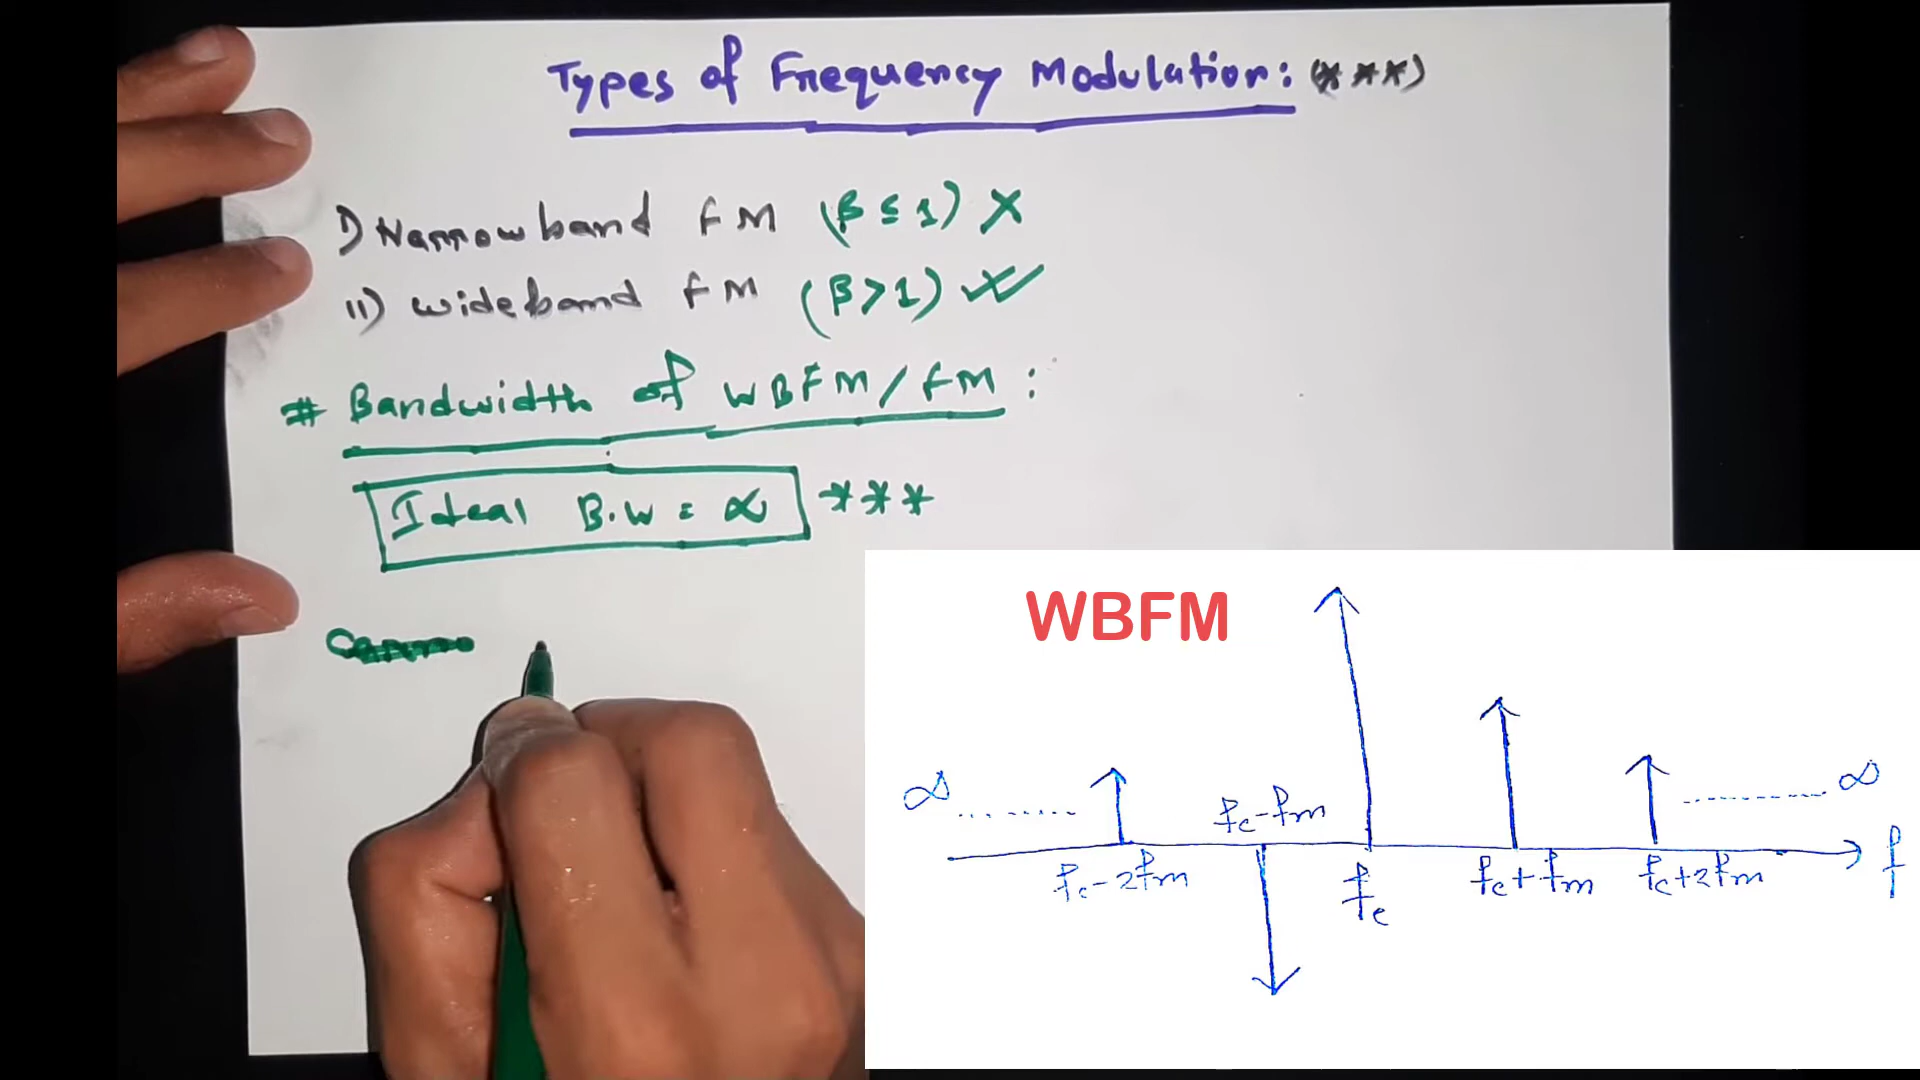 Types of Frequency Modulation: (***)
I) Narrowband FM (β ≤ 1) X
II) Wideband FM (β > 1)
# Bandwidth of WBFM/FM:
Ideal B.W = ∝ ***
WBFM
∞ ........ ........ ∞
fc-fm
fc-2fm fc fc+fm fc+2fm f